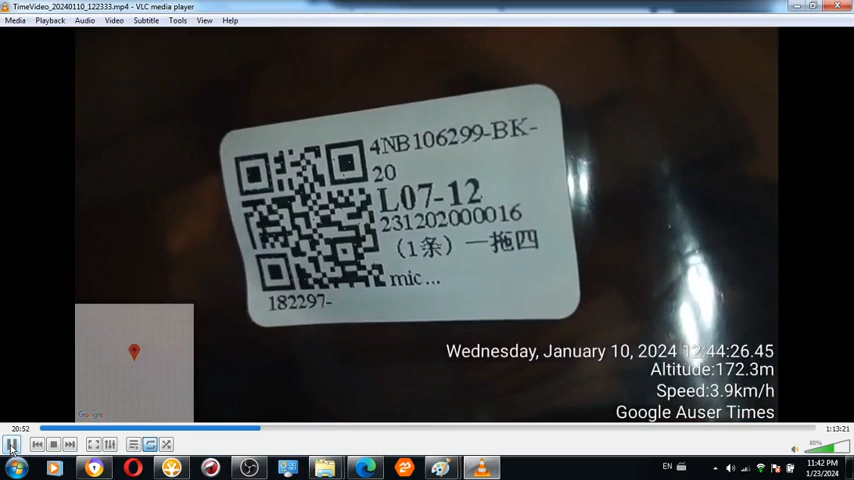 TimeVideo_20240110_122333.mp4 - VLC media player
Media Playback Audio Video Subtitle Tools View Help
4NB106299-BK-
20
L07-12
231202000016
（1条）一拖四
mic...
182297-
Wednesday, January 10, 2024 12:44:26.45
Altitude:172.3m
Speed:3.9km/h
Google Auser Times
Google
20:52
1:13:21
80%
EN
11:42 PM
1/23/2024